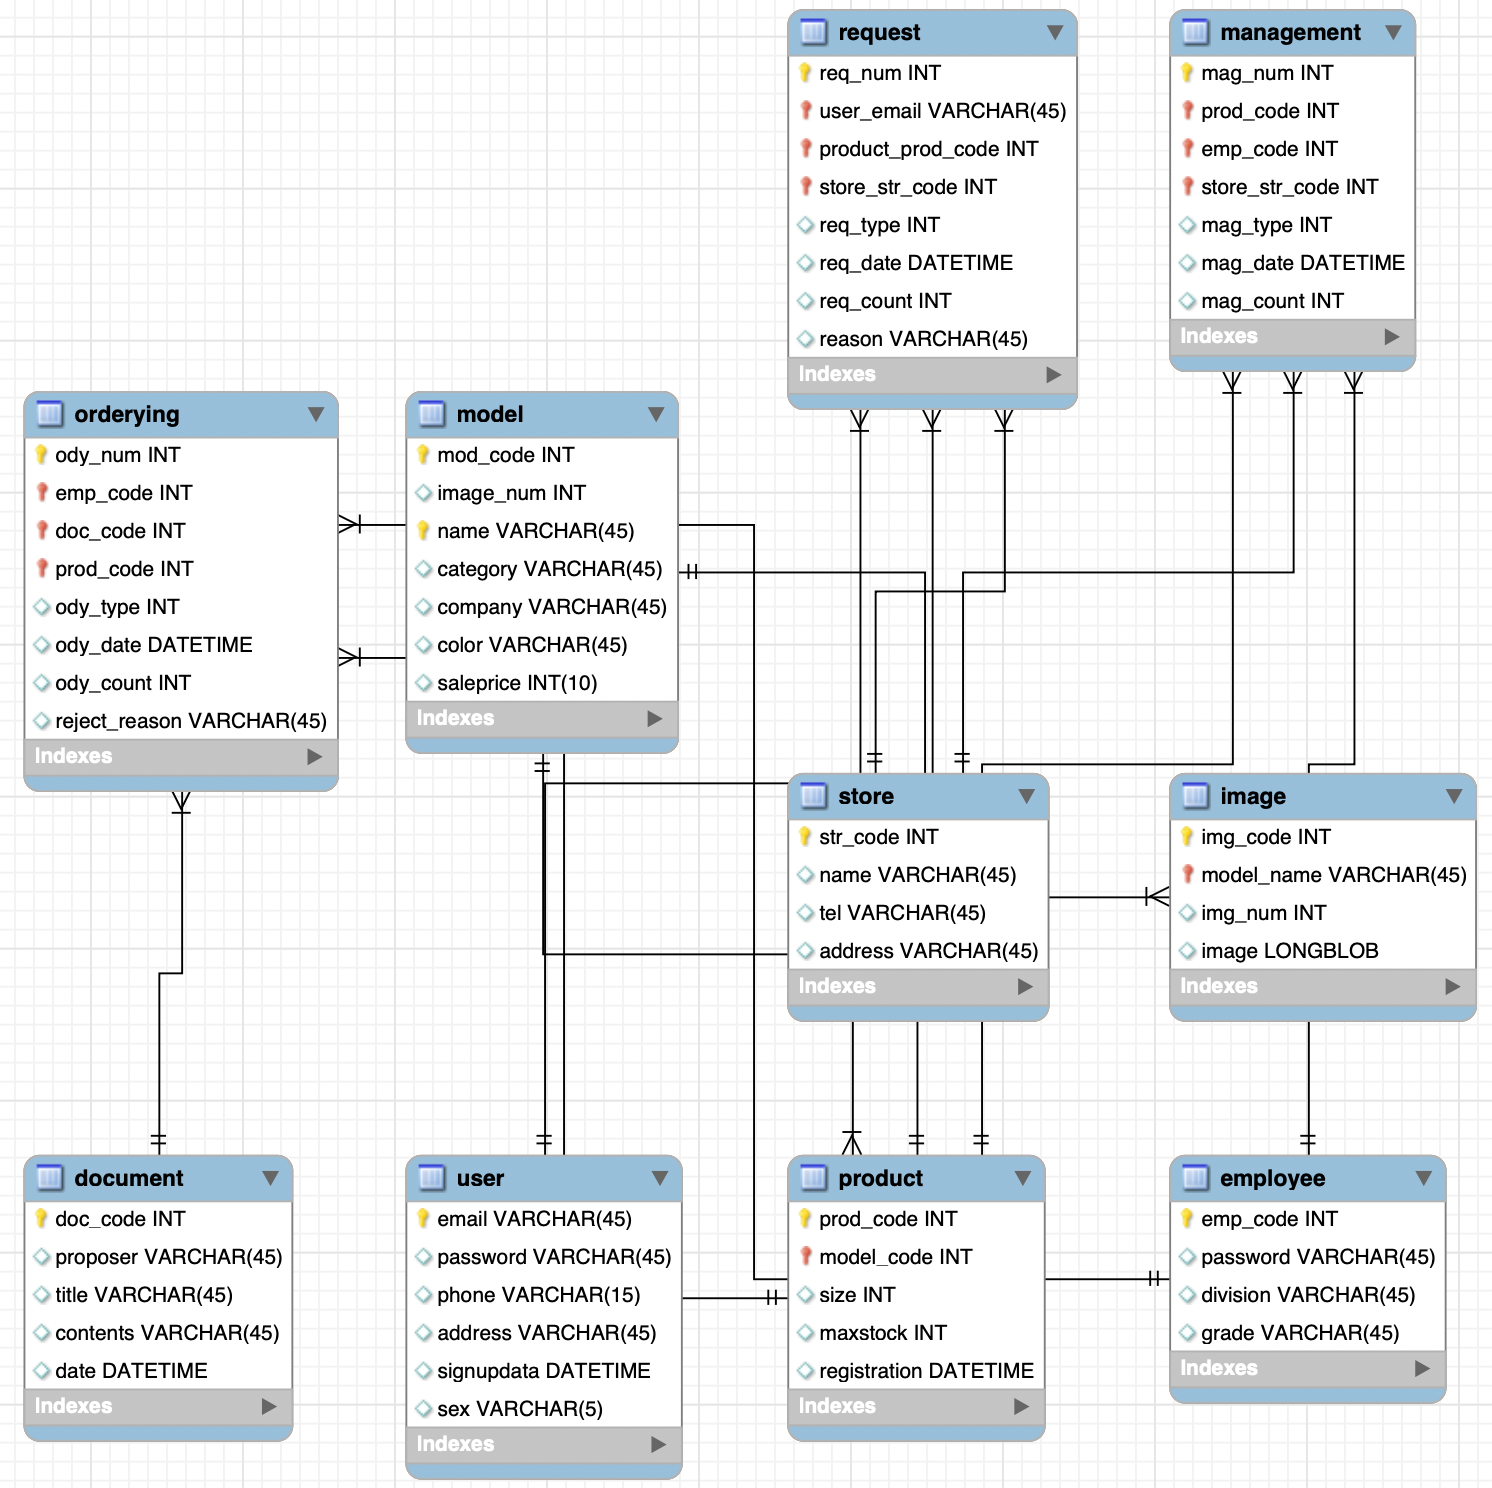 request
req_num INT
user_email VARCHAR(45)
product_prod_code INT
store_str_code INT
req_type INT
req_date DATETIME
req_count INT
reason VARCHAR(45)
Indexes
management
mag_num INT
prod_code INT
emp_code INT
store_str_code INT
mag_type INT
mag_date DATETIME
mag_count INT
Indexes
orderying
ody_num INT
emp_code INT
doc_code INT
prod_code INT
ody_type INT
ody_date DATETIME
ody_count INT
reject_reason VARCHAR(45)
Indexes
model
mod_code INT
image_num INT
name VARCHAR(45)
category VARCHAR(45)
company VARCHAR(45)
color VARCHAR(45)
saleprice INT(10)
Indexes
store
str_code INT
name VARCHAR(45)
tel VARCHAR(45)
address VARCHAR(45)
Indexes
image
img_code INT
model_name VARCHAR(45)
img_num INT
image LONGBLOB
Indexes
document
doc_code INT
proposer VARCHAR(45)
title VARCHAR(45)
contents VARCHAR(45)
date DATETIME
Indexes
user
email VARCHAR(45)
password VARCHAR(45)
phone VARCHAR(15)
address VARCHAR(45)
signupdata DATETIME
sex VARCHAR(5)
Indexes
product
prod_code INT
model_code INT
size INT
maxstock INT
registration DATETIME
Indexes
employee
emp_code INT
password VARCHAR(45)
division VARCHAR(45)
grade VARCHAR(45)
Indexes